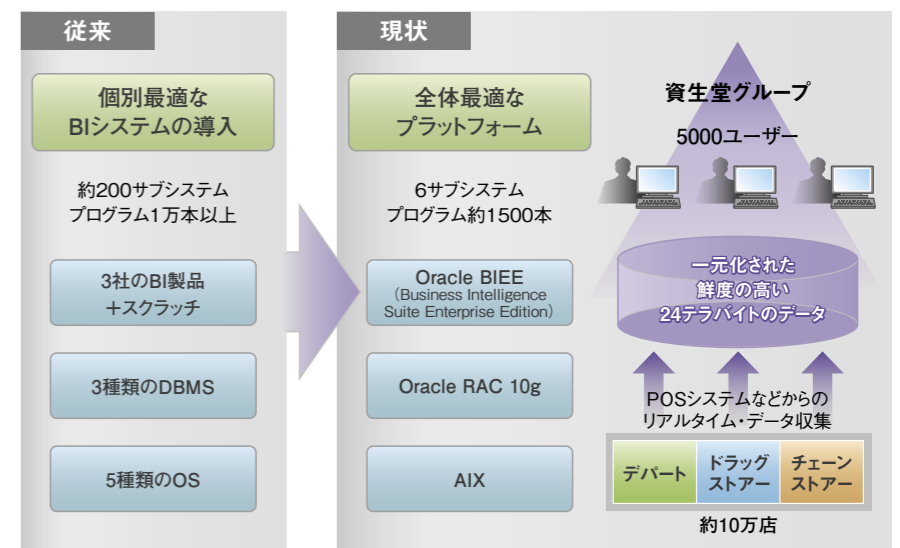 従来
個別最適な
BIシステムの導入
約200サブシステム
プログラム1万本以上
3社のBI製品
＋スクラッチ
3種類のDBMS
5種類のOS
現状
全体最適な
プラットフォーム
6サブシステム
プログラム約1500本
Oracle BIEE
（Business Intelligence
Suite Enterprise Edition）
Oracle RAC 10g
AIX
資生堂グループ
5000ユーザー
一元化された
鮮度の高い
24テラバイトのデータ
POSシステムなどからの
リアルタイム・データ収集
デパート
ドラッグ
ストアー
チェーン
ストアー
約10万店